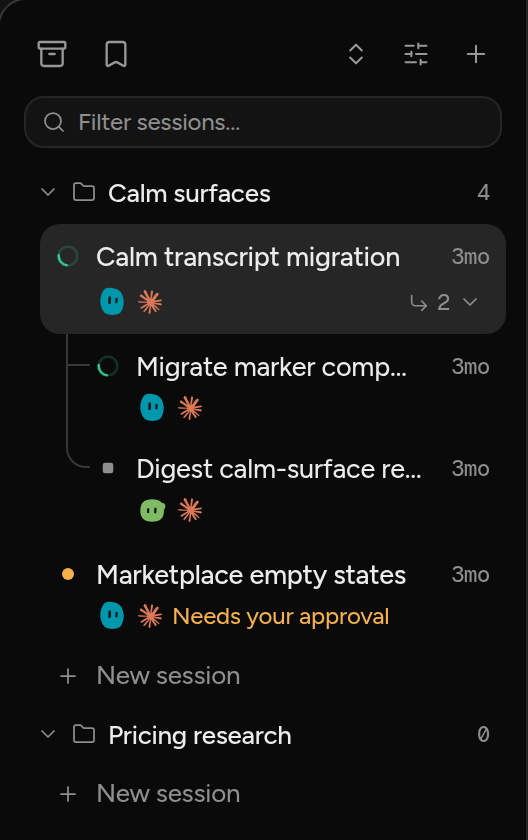 Filter sessions...
Calm surfaces 4
Calm transcript migration 3mo
2
Migrate marker comp... 3mo
Digest calm-surface re... 3mo
Marketplace empty states 3mo
Needs your approval
New session
Pricing research 0
New session